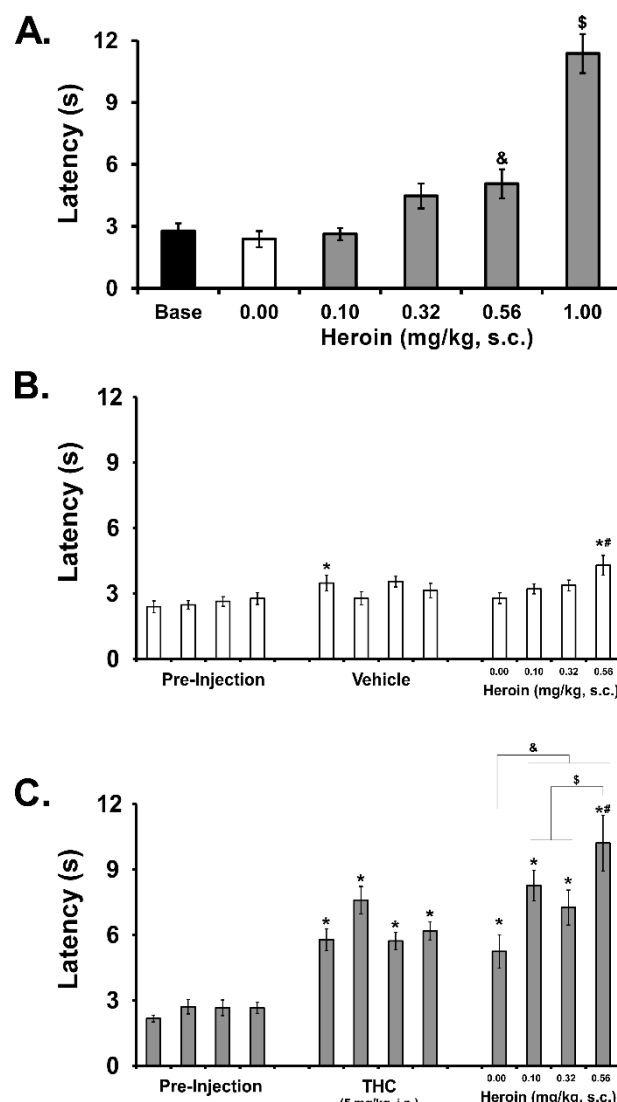 A.
$
12
9
&
6
3
0
Latency (s)
Base 0.00 0.10 0.32 0.56 1.00
Heroin (mg/kg, s.c.)
B.
12
9
6
3
0
Latency (s)
*
*#
Pre-Injection Vehicle
0.00 0.10 0.32 0.56
Heroin (mg/kg, s.c.)
C.
&
$
12
9
6
3
0
Latency (s)
* * * *
* * * *#
Pre-Injection THC
(5 mg/kg, i.p.)
0.00 0.10 0.32 0.56
Heroin (mg/kg, s.c.)